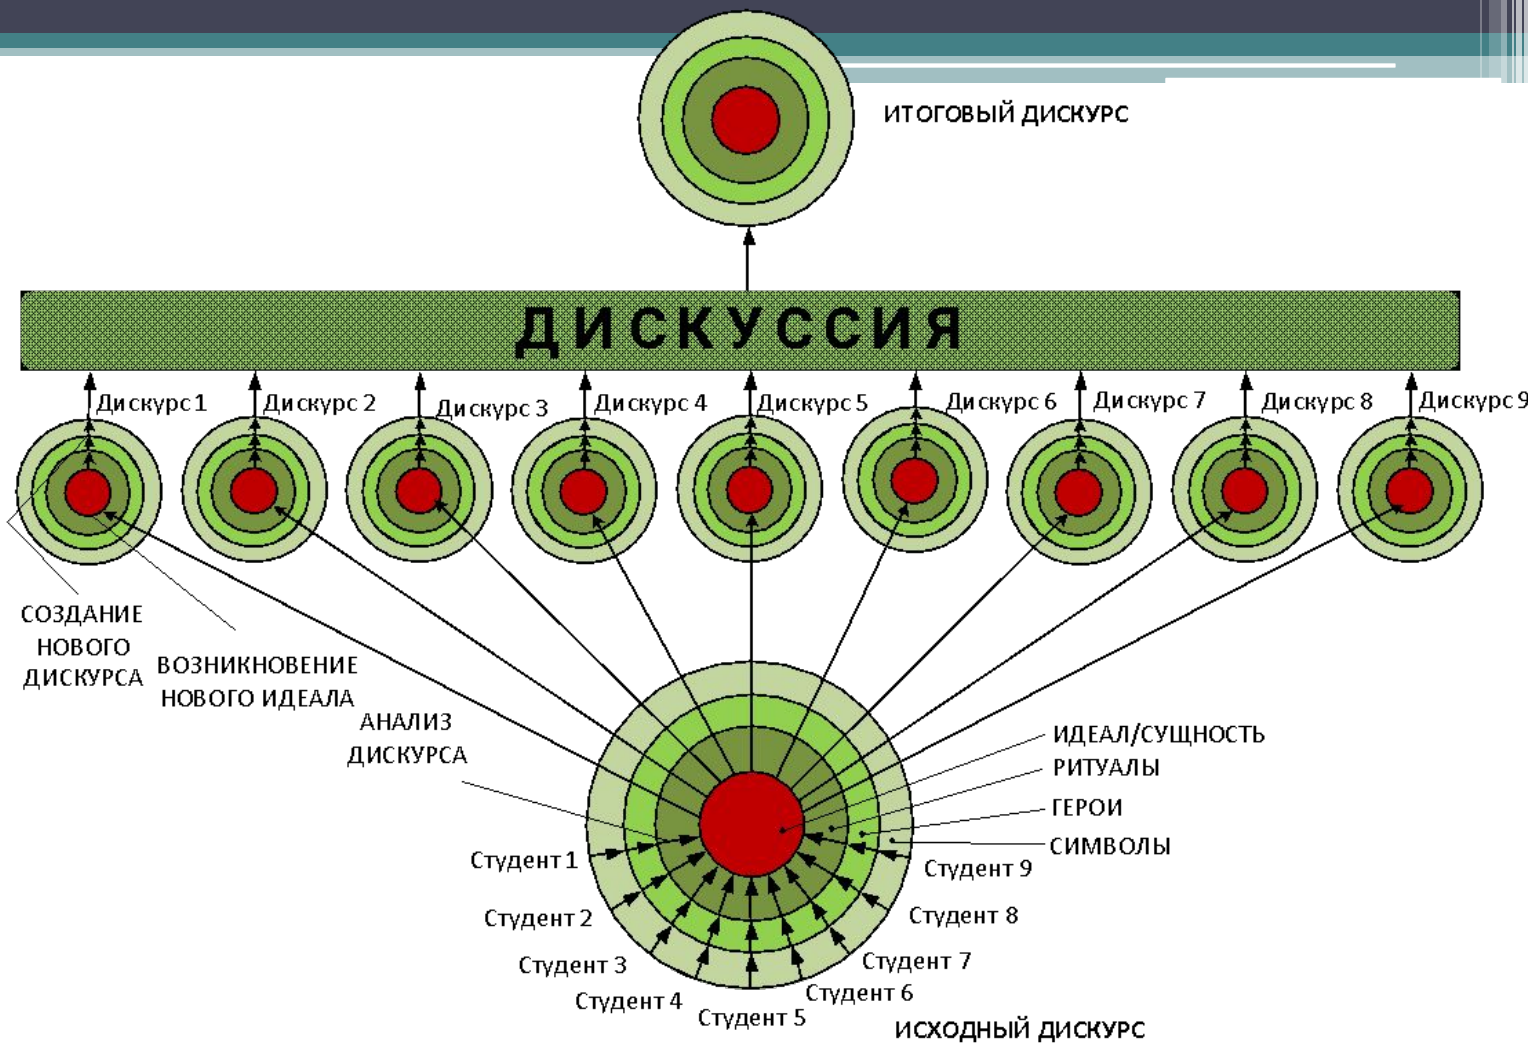 ИТОГОВЫЙ ДИСКУРС
ДИСКУССИЯ
Дискурс 1
Дискурс 2
Дискурс 3
Дискурс 4
Дискурс 5
Дискурс 6
Дискурс 7
Дискурс 8
Дискурс 9
СОЗДАНИЕ
НОВОГО
ДИСКУРСА
ВОЗНИКНОВЕНИЕ
НОВОГО ИДЕАЛА
АНАЛИЗ
ДИСКУРСА
ИДЕАЛ/СУЩНОСТЬ
РИТУАЛЫ
ГЕРОИ
СИМВОЛЫ
Студент 1
Студент 2
Студент 3
Студент 4
Студент 5
Студент 6
Студент 7
Студент 8
Студент 9
ИСХОДНЫЙ ДИСКУРС